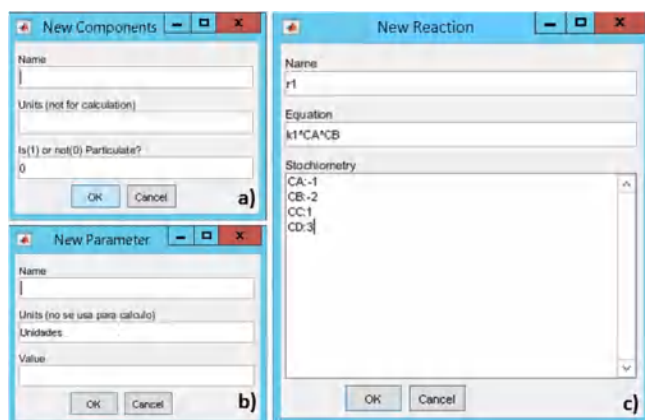 New Components
Name
Units (not for calculation)
Is(1) or not(0) Particulate?
0
OK
Cancel
a)
New Parameter
Name
Units (no se usa para calculo)
Unidades
Value
OK
Cancel
b)
New Reaction
Name
r1
Equation
k1*CA*CB
Stochiometry
CA:-1
CB:-2
CC:1
CD:3
OK
Cancel
c)